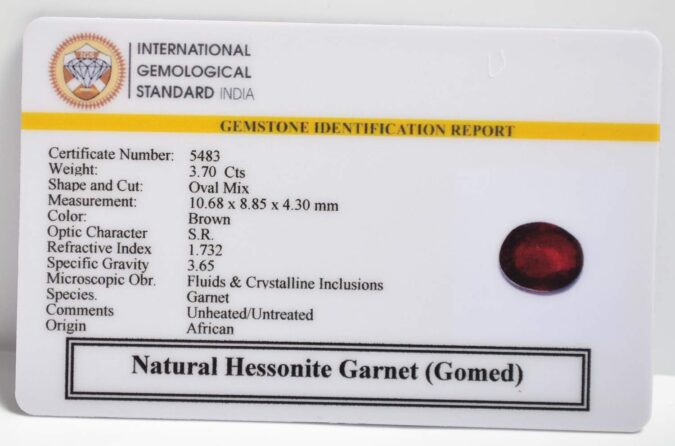 INTERNATIONAL
GEMOLOGICAL
STANDARD INDIA
GEMSTONE IDENTIFICATION REPORT
Certificate Number: 5483
Weight: 3.70 Cts
Shape and Cut: Oval Mix
Measurement: 10.68 x 8.85 x 4.30 mm
Color: Brown
Optic Character S.R.
Refractive Index 1.732
Specific Gravity 3.65
Microscopic Obr. Fluids & Crystalline Inclusions
Species. Garnet
Comments Unheated/Untreated
Origin African
Natural Hessonite Garnet (Gomed)